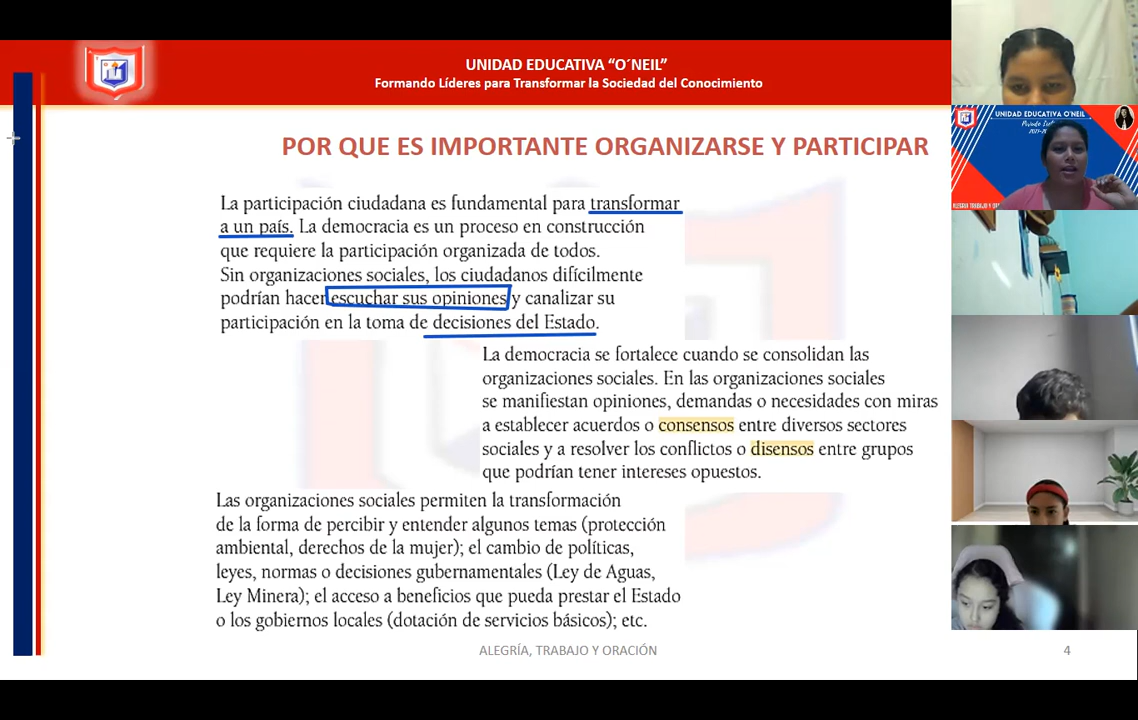 UNIDAD EDUCATIVA “O´NEIL”
Formando Líderes para Transformar la Sociedad del Conocimiento
POR QUE ES IMPORTANTE ORGANIZARSE Y PARTICIPAR
La participación ciudadana es fundamental para transformar
a un país. La democracia es un proceso en construcción
que requiere la participación organizada de todos.
Sin organizaciones sociales, los ciudadanos difícilmente
podrían hacer escuchar sus opiniones y canalizar su
participación en la toma de decisiones del Estado.
La democracia se fortalece cuando se consolidan las
organizaciones sociales. En las organizaciones sociales
se manifiestan opiniones, demandas o necesidades con miras
a establecer acuerdos o consensos entre diversos sectores
sociales y a resolver los conflictos o disensos entre grupos
que podrían tener intereses opuestos.
Las organizaciones sociales permiten la transformación
de la forma de percibir y entender algunos temas (protección
ambiental, derechos de la mujer); el cambio de políticas,
leyes, normas o decisiones gubernamentales (Ley de Aguas,
Ley Minera); el acceso a beneficios que pueda prestar el Estado
o los gobiernos locales (dotación de servicios básicos); etc.
ALEGRÍA, TRABAJO Y ORACIÓN
4
UNIDAD EDUCATIVA O'NEIL